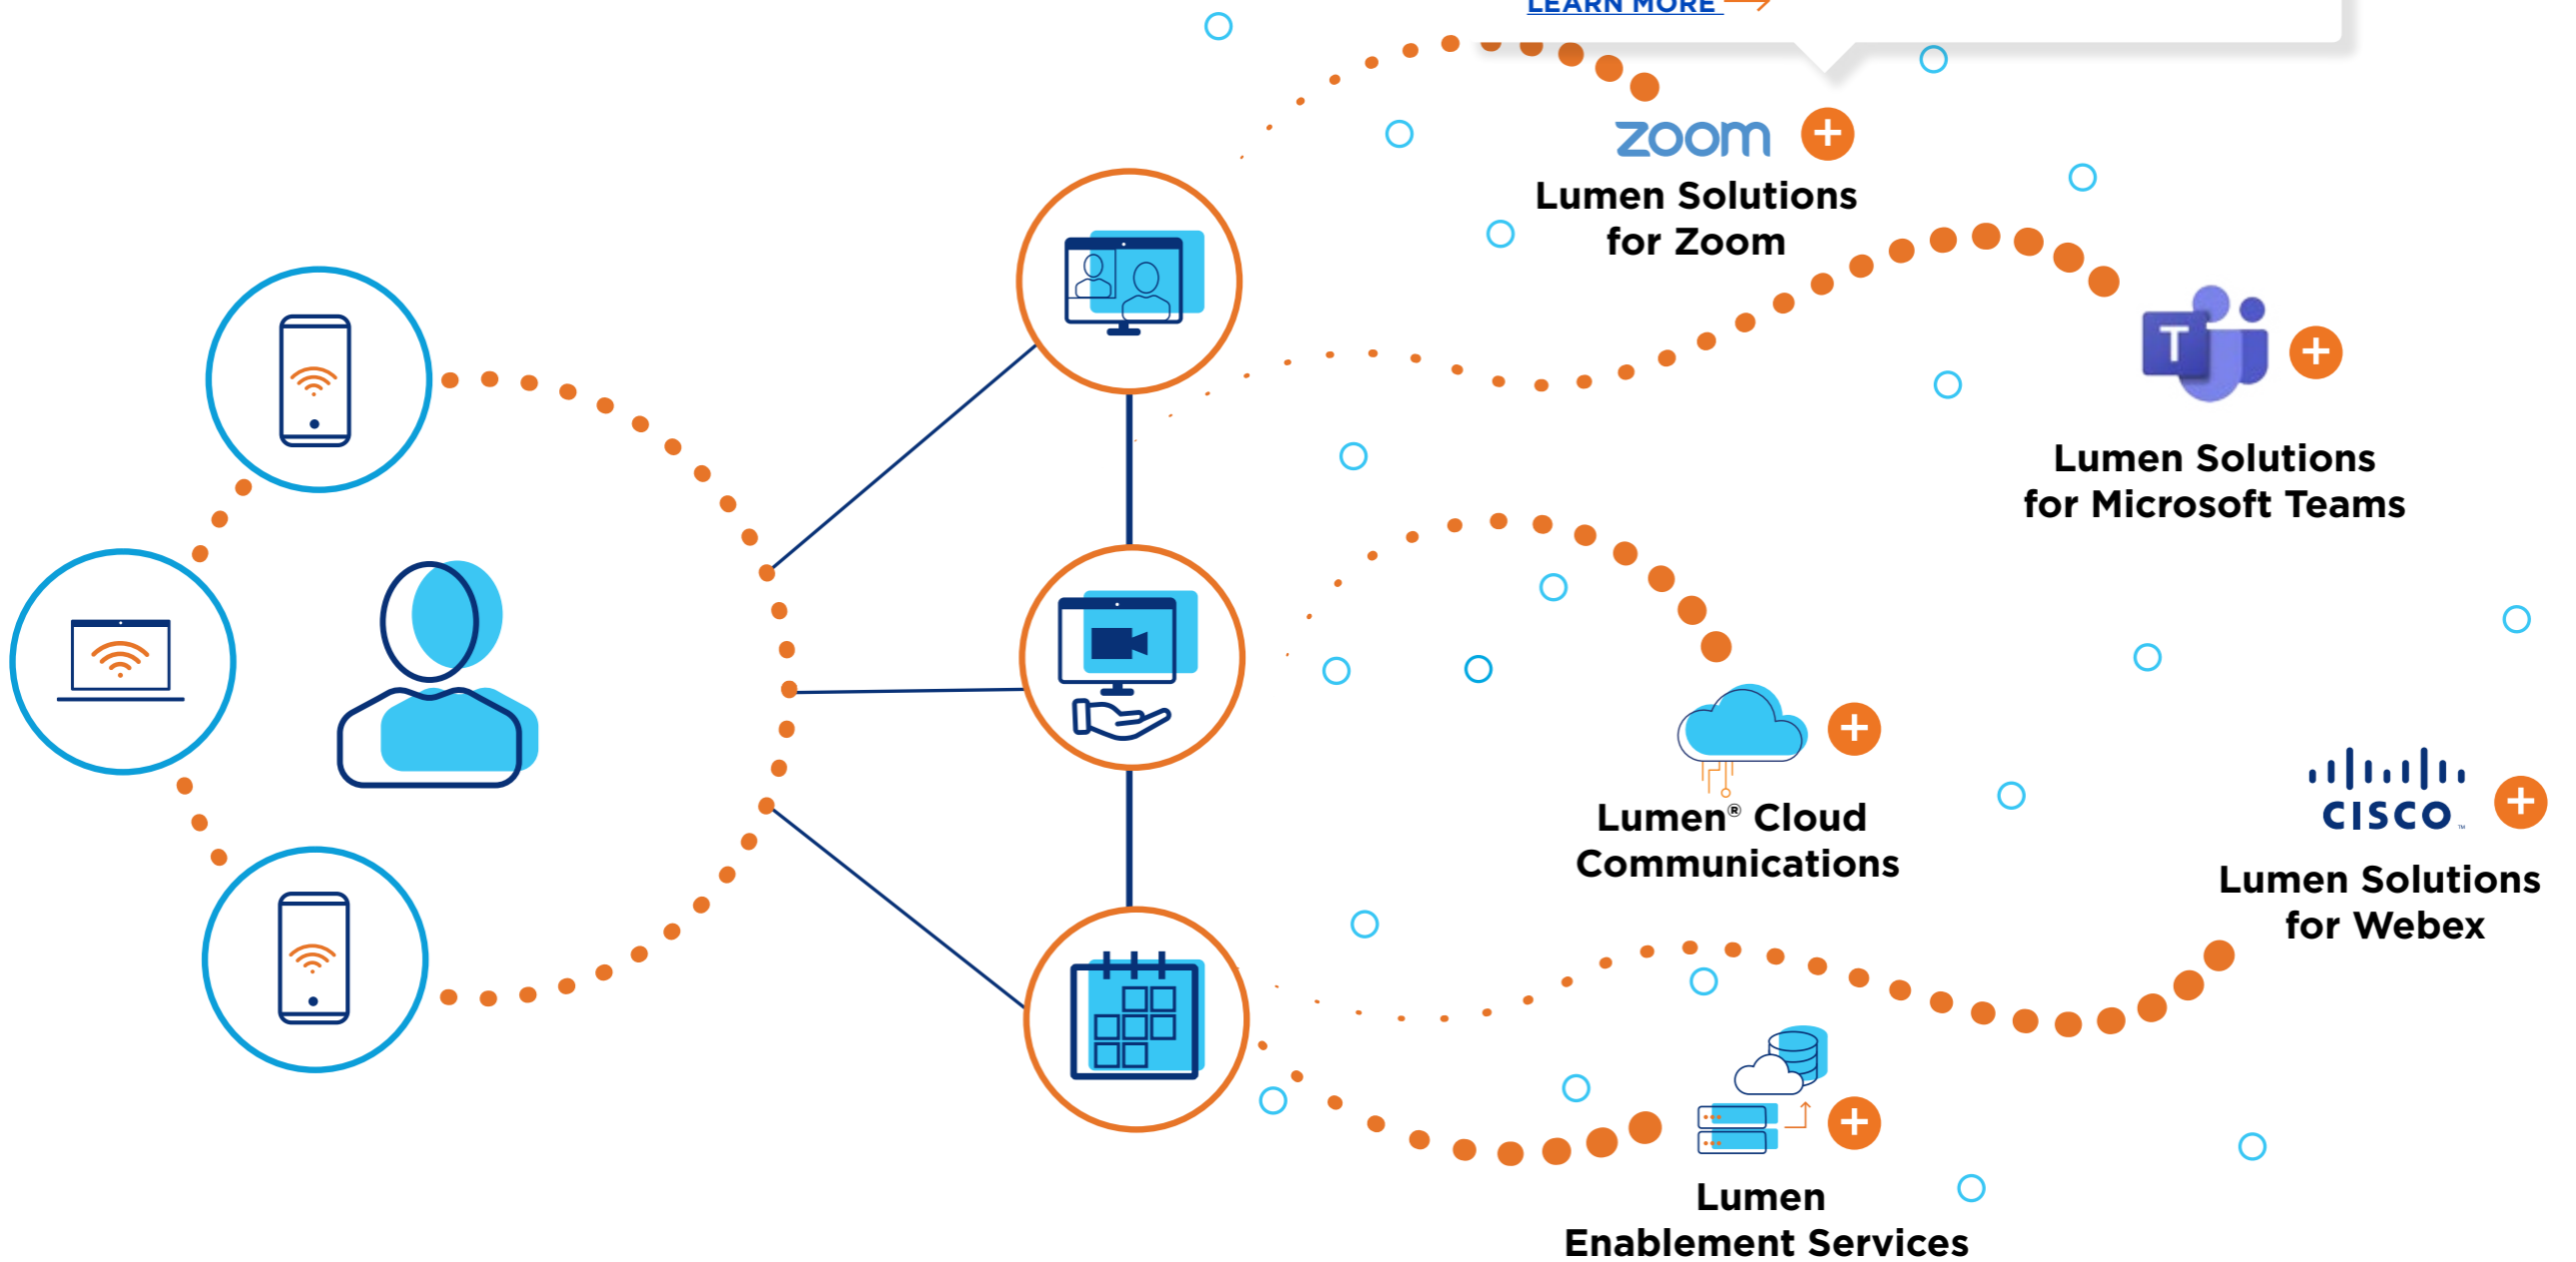 LEARN MORE
zoom
Lumen Solutions
for Zoom
T
Lumen Solutions
for Microsoft Teams
Lumen® Cloud
Communications
CISCO™
Lumen Solutions
for Webex
Lumen
Enablement Services